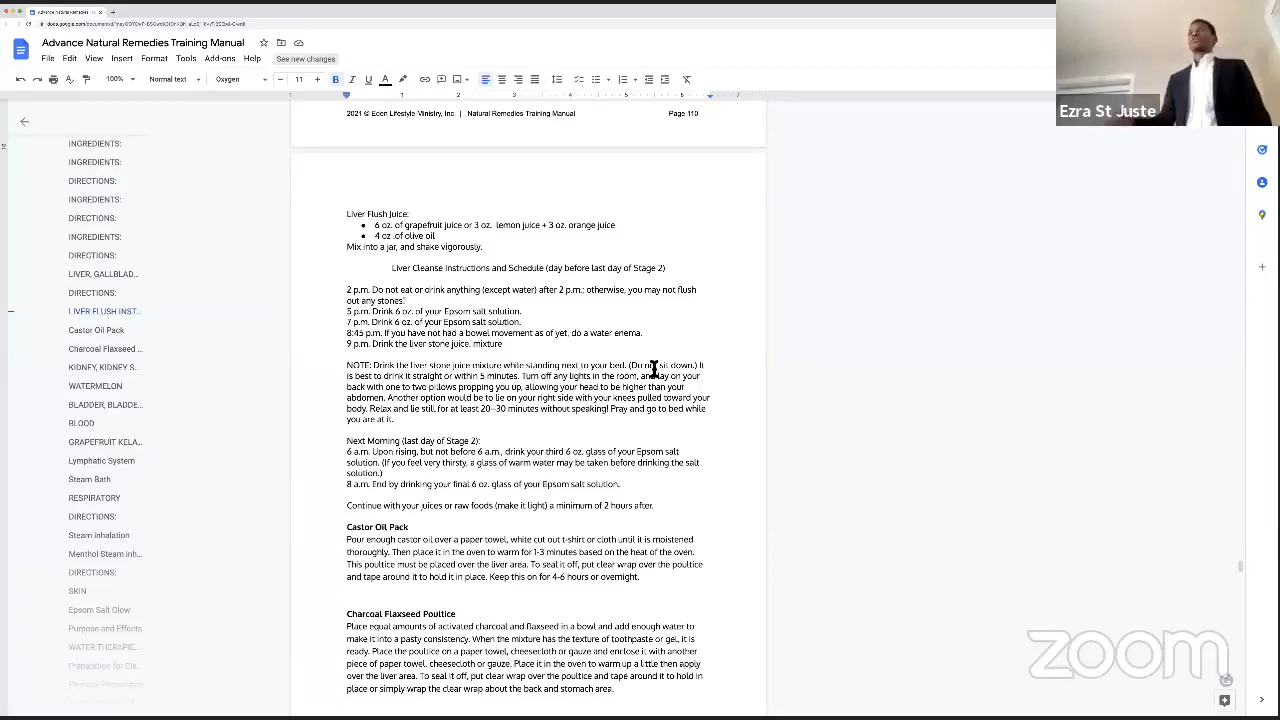 Advance Natural Remedies Training Manual
File Edit View Insert Format Tools Add-ons Help See new changes
100% Normal text Oxygen 11
Ezra St Juste
2021 © Eden Lifestyle Ministry, Inc. | Natural Remedies Training Manual Page 110
INGREDIENTS:
INGREDIENTS:
DIRECTIONS:
INGREDIENTS:
DIRECTIONS:
INGREDIENTS:
DIRECTIONS:
LIVER, GALLBLAD...
DIRECTIONS:
LIVER FLUSH INST...
Castor Oil Pack
Charcoal Flaxseed ...
KIDNEY, KIDNEY S...
WATERMELON
BLADDER, BLADDE...
BLOOD
GRAPEFRUIT KELA...
Lymphatic System
Steam Bath
RESPIRATORY
DIRECTIONS:
Steam inhalation
Menthol Steam inh...
DIRECTIONS:
SKIN
Epsom Salt Glow
Purpose and Effects
WATER THERAPIE...
Preparation for Cle...
Physical Preparation
Liver Flush Juice:
● 6 oz. of grapefruit juice or 3 oz. lemon juice + 3 oz. orange juice
● 4 oz .of olive oil
Mix into a jar, and shake vigorously.
Liver Cleanse Instructions and Schedule (day before last day of Stage 2)
2 p.m. Do not eat or drink anything (except water) after 2 p.m.; otherwise, you may not flush
out any stones!
5 p.m. Drink 6 oz. of your Epsom salt solution.
7 p.m. Drink 6 oz. of your Epsom salt solution.
8:45 p.m. If you have not had a bowel movement as of yet, do a water enema.
9 p.m. Drink the liver stone juice. mixture
NOTE: Drink the liver stone juice mixture while standing next to your bed. (Do not sit down.) It
is best to drink it straight or within 5 minutes. Turn off any lights in the room, and lay on your
back with one to two pillows propping you up, allowing your head to be higher than your
abdomen. Another option would be to lie on your right side with your knees pulled toward your
body. Relax and lie still for at least 20–30 minutes without speaking! Pray and go to bed while
you are at it.
Next Morning (last day of Stage 2):
6 a.m. Upon rising, but not before 6 a.m., drink your third 6 oz. glass of your Epsom salt
solution. (If you feel very thirsty, a glass of warm water may be taken before drinking the salt
solution.)
8 a.m. End by drinking your final 6 oz. glass of your Epsom salt solution.
Continue with your juices or raw foods (make it light) a minimum of 2 hours after.
Castor Oil Pack
Pour enough castor oil over a paper towel, white cut out t-shirt or cloth until it is moistened
thoroughly. Then place it in the oven to warm for 1-3 minutes based on the heat of the oven.
This poultice must be placed over the liver area. To seal it off, put clear wrap over the poultice
and tape around it to hold it in place. Keep this on for 4-6 hours or overnight.
Charcoal Flaxseed Poultice
Place equal amounts of activated charcoal and flaxseed in a bowl and add enough water to
make it into a pasty consistency. When the mixture has the texture of toothpaste or gel, it is
ready. Place the poultice on a paper towel, cheesecloth or gauze and enclose it with another
piece of paper towel, cheesecloth or gauze. Place it in the oven to warm up a little then apply
over the liver area. To seal it off, put clear wrap over the poultice and tape around it to hold in
place or simply wrap the clear wrap about the back and stomach area.
zoom